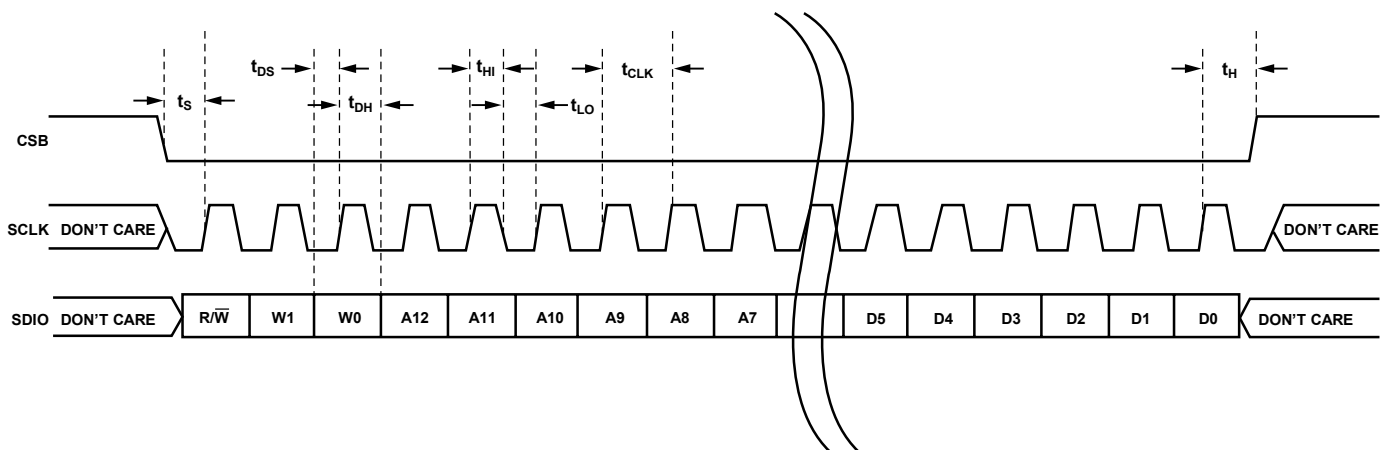 tDS
tHI
tCLK
tH
tS
tDH
tLO
CSB
SCLK DON'T CARE DON'T CARE
SDIO DON'T CARE R/W̅ W1 W0 A12 A11 A10 A9 A8 A7 D5 D4 D3 D2 D1 D0 DON'T CARE